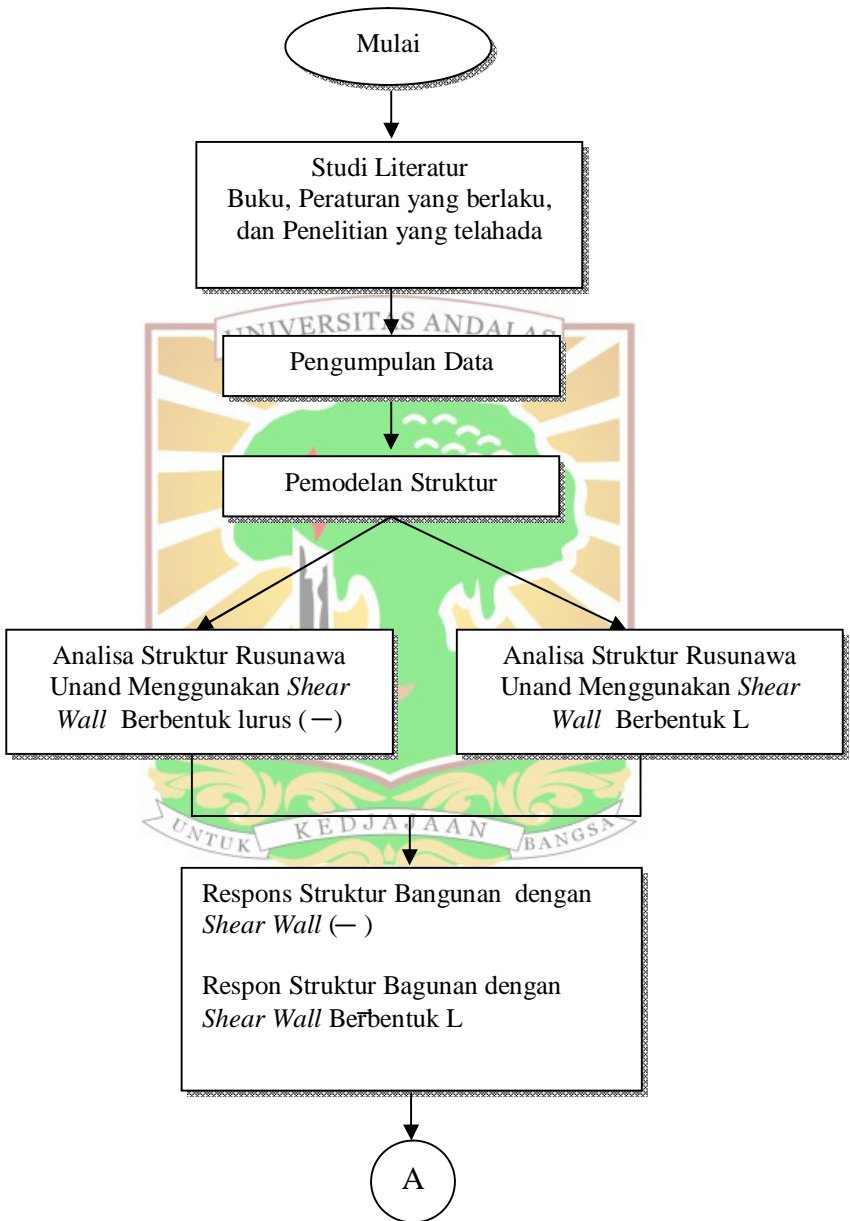 Mulai
Studi Literatur
Buku, Peraturan yang berlaku,
dan Penelitian yang telahada
UNIVERSITAS ANDALAS
Pengumpulan Data
Pemodelan Struktur
Analisa Struktur Rusunawa
Unand Menggunakan Shear
Wall Berbentuk lurus (—)
Analisa Struktur Rusunawa
Unand Menggunakan Shear
Wall Berbentuk L
UNTUK KEDJAJAAN BANGSA
Respons Struktur Bangunan dengan
Shear Wall (— )
Respon Struktur Bagunan dengan
Shear Wall Berbentuk L
A